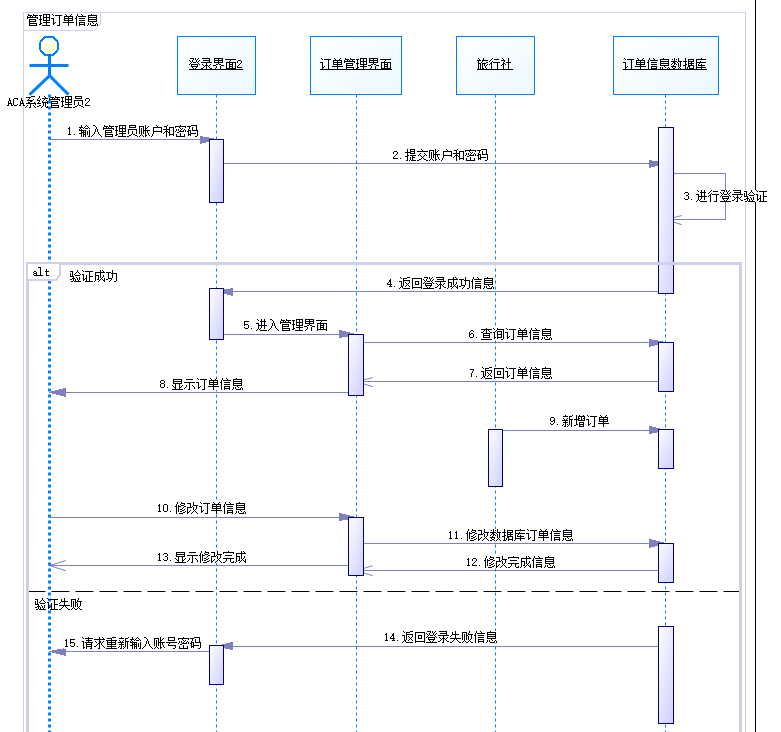 管理订单信息
登录界面2
订单管理界面
旅行社
订单信息数据库
ACA系统管理员2
1.输入管理员账户和密码
2.提交账户和密码
3.进行登录验证
alt
验证成功
4.返回登录成功信息
5.进入管理界面
6.查询订单信息
7.返回订单信息
8.显示订单信息
9.新增订单
10.修改订单信息
11.修改数据库订单信息
13.显示修改完成
12.修改完成信息
验证失败
14.返回登录失败信息
15.请求重新输入账号密码